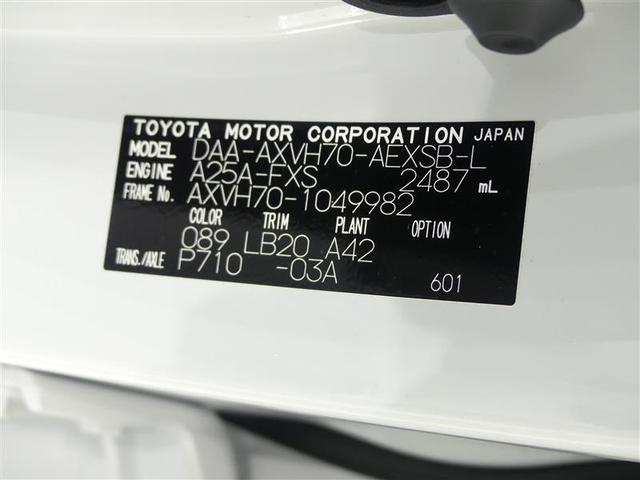 TOYOTA MOTOR CORPORATION JAPAN
MODEL DAA-AXVH70-AEXSB-L
ENGINE A25A-FXS 2487 mL
FRAME No. AXVH70-1049982
COLOR TRIM PLANT OPTION
089 LB20 A42
TRANS./AXLE P710 -03A 601